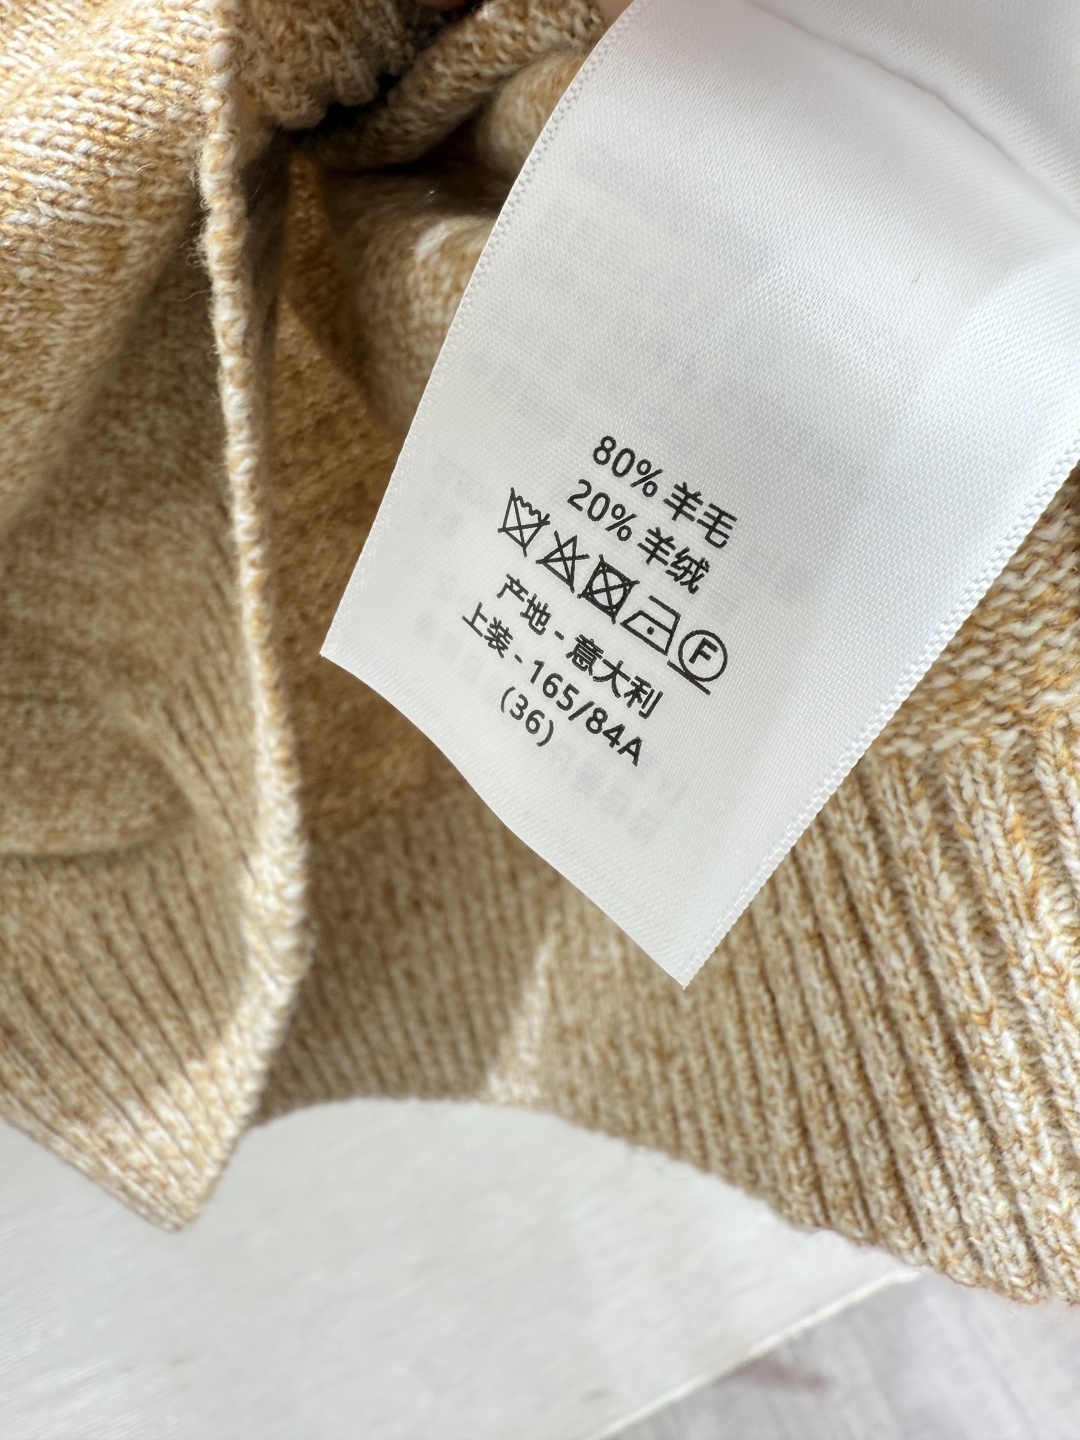 80% 羊毛
20% 羊绒
F
产地 - 意大利
上装 - 165/84A
(36)